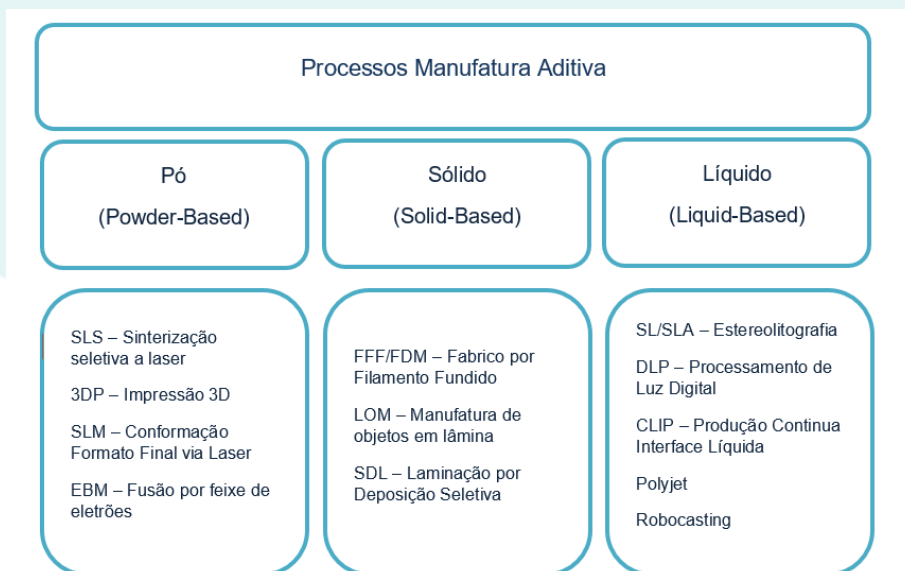 Processos Manufatura Aditiva
Pó
(Powder-Based)
Sólido
(Solid-Based)
Líquido
(Liquid-Based)
SLS – Sinterização
seletiva a laser
3DP – Impressão 3D
SLM – Conformação
Formato Final via Laser
EBM – Fusão por feixe de
eletrões
FFF/FDM – Fabrico por
Filamento Fundido
LOM – Manufatura de
objetos em lâmina
SDL – Laminação por
Deposição Seletiva
SL/SLA – Estereolitografia
DLP – Processamento de
Luz Digital
CLIP – Produção Continua
Interface Líquida
Polyjet
Robocasting